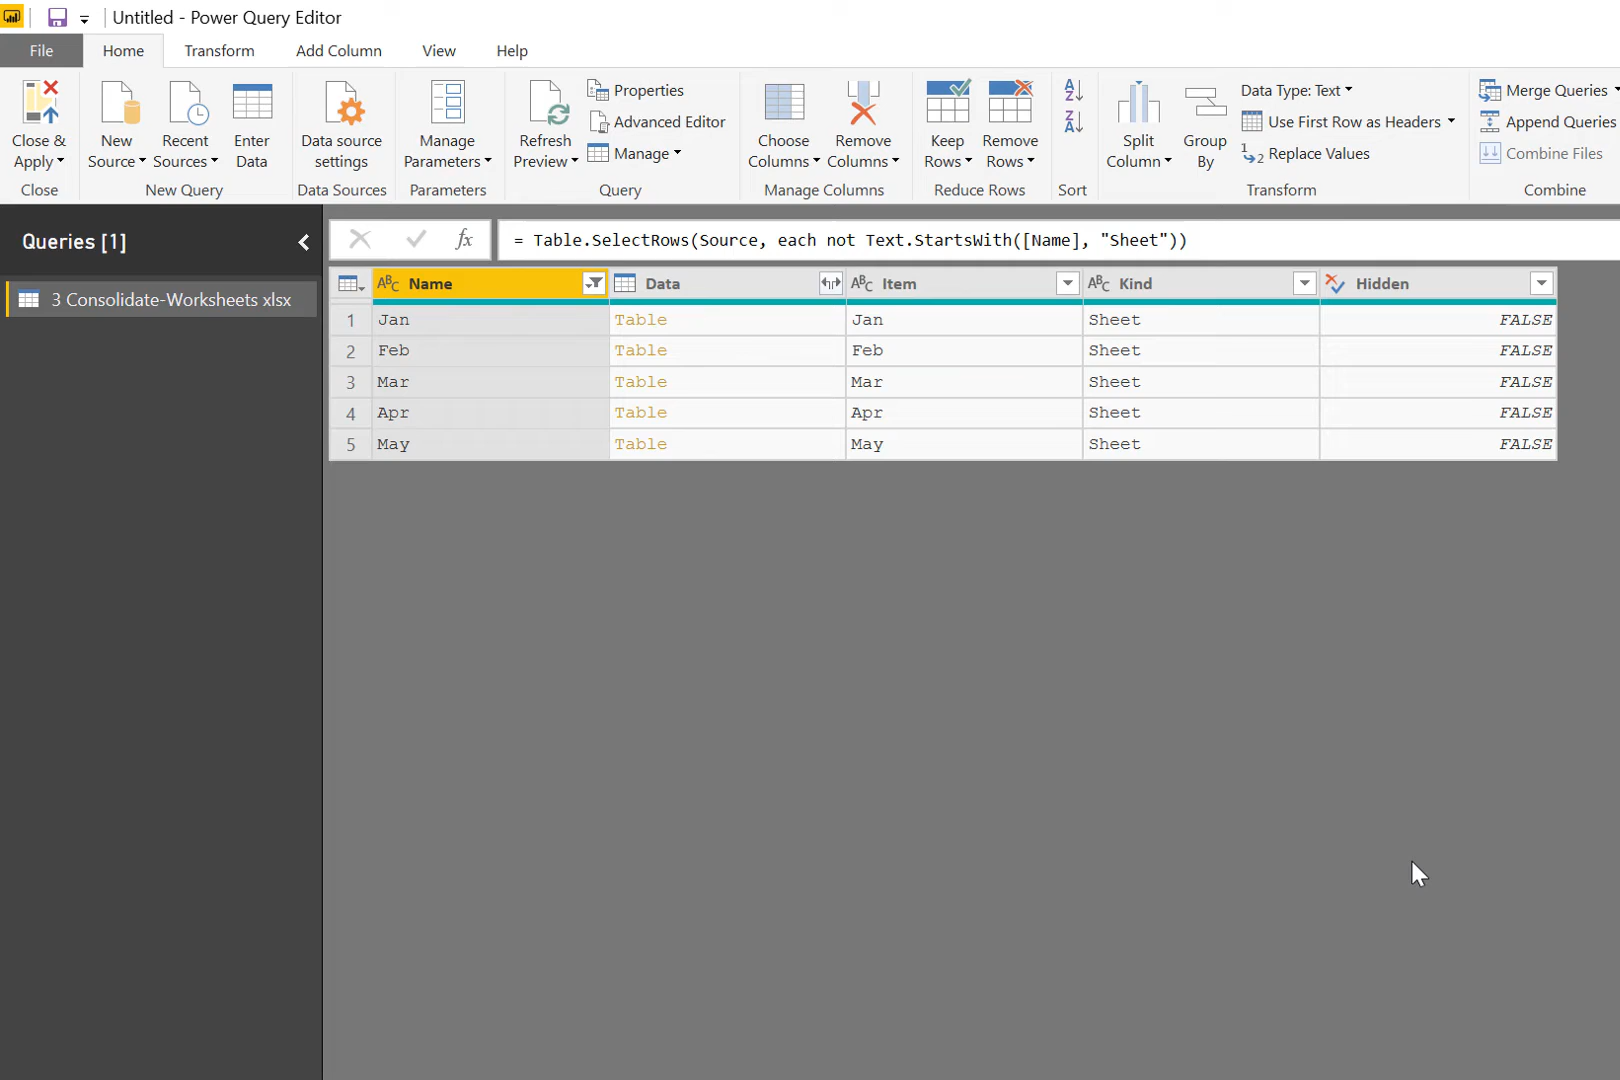 Untitled - Power Query Editor
File Home Transform Add Column View Help
Close & Apply
New Source
Recent Sources
Enter Data
Data source settings
Manage Parameters
Refresh Preview
Properties
Advanced Editor
Manage
Choose Columns
Remove Columns
Keep Rows
Remove Rows
Split Column
Group By
Data Type: Text
Use First Row as Headers
Replace Values
Merge Queries
Append Queries
Combine Files
Close New Query Data Sources Parameters Query Manage Columns Reduce Rows Sort Transform Combine
Queries [1]
3 Consolidate-Worksheets xlsx
fx = Table.SelectRows(Source, each not Text.StartsWith([Name], "Sheet"))
Name Data Item Kind Hidden
1 Jan Table Jan Sheet FALSE
2 Feb Table Feb Sheet FALSE
3 Mar Table Mar Sheet FALSE
4 Apr Table Apr Sheet FALSE
5 May Table May Sheet FALSE